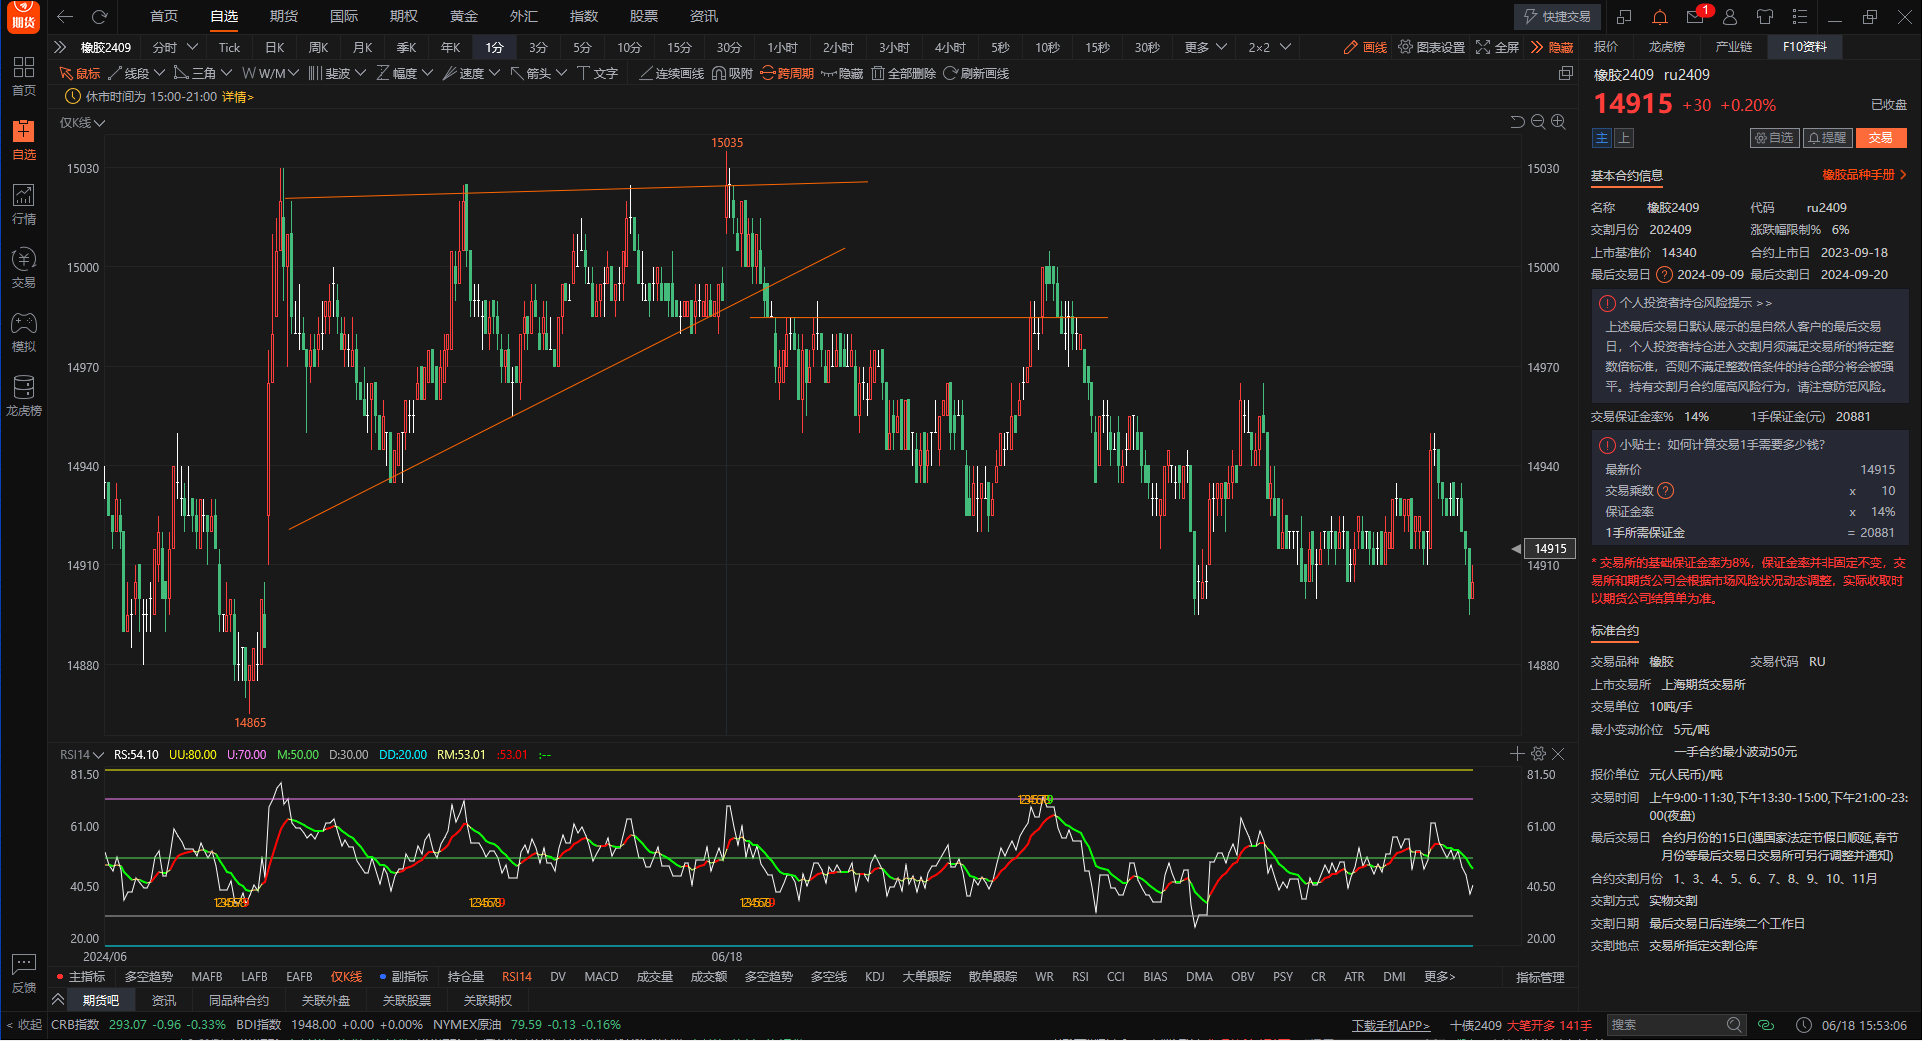 期货
首页 自选 期货 国际 期权 黄金 外汇 指数 股票 资讯
快捷交易 1
橡胶2409 分时 Tick 日K 周K 月K 季K 年K 1分 3分 5分 10分 15分 30分 1小时 2小时 3小时 4小时 5秒 10秒 15秒 30秒 更多 2×2 画线 图表设置 全屏 隐藏
报价 龙虎榜 产业链 F10资料
鼠标 线段 三角 W/M 斐波 幅度 速度 箭头 文字 连续画线 吸附 跨周期 隐藏 全部删除 刷新画线
休市时间为 15:00-21:00 详情>
首页
自选
行情
交易
模拟
龙虎榜
反馈
< 收起
仅K线
15035
15030 15030
15000 15000
14970 14970
14940 14940
14915
14910 14910
14880 14880
14865
RSI14 RS:54.10 UU:80.00 U:70.00 M:50.00 D:30.00 DD:20.00 RM:53.01 :53.01 :--
81.50 81.50
61.00 61.00
40.50 40.50
20.00 20.00
2024/06 06/18
主指标 多空趋势 MAFB LAFB EAFB 仅K线 副指标 持仓量 RSI14 DV MACD 成交量 成交额 多空趋势 多空线 KDJ 大单跟踪 散单跟踪 WR RSI CCI BIAS DMA OBV PSY CR ATR DMI 更多> 指标管理
期货吧 资讯 同品种合约 关联外盘 关联股票 关联期权
CRB指数 293.07 -0.96 -0.33% BDI指数 1948.00 +0.00 +0.00% NYMEX原油 79.59 -0.13 -0.16%
下载手机APP> 十债2409 大笔开多 141手 搜索 06/18 15:53:06
橡胶2409 ru2409
14915 +30 +0.20% 已收盘
主 上 自选 提醒 交易
基本合约信息 橡胶品种手册 >
名称 橡胶2409 代码 ru2409
交割月份 202409 涨跌幅限制% 6%
上市基准价 14340 合约上市日 2023-09-18
最后交易日 ? 2024-09-09 最后交割日 2024-09-20
个人投资者持仓风险提示 >>
上述最后交易日默认展示的是自然人客户的最后交易
日，个人投资者持仓进入交割月须满足交易所的特定整
数倍标准，否则不满足整数倍条件的持仓部分将会被强
平。持有交割月合约属高风险行为，请注意防范风险。
交易保证金率% 14% 1手保证金(元) 20881
小贴士：如何计算交易1手需要多少钱?
最新价 14915
交易乘数 ? x 10
保证金率 x 14%
1手所需保证金 = 20881
* 交易所的基础保证金率为8%，保证金率并非固定不变，交
易所和期货公司会根据市场风险状况动态调整，实际收取时
以期货公司结算单为准。
标准合约
交易品种 橡胶 交易代码 RU
上市交易所 上海期货交易所
交易单位 10吨/手
最小变动价位 5元/吨
一手合约最小波动50元
报价单位 元(人民币)/吨
交易时间 上午9:00-11:30,下午13:30-15:00,下午21:00-23:
00(夜盘)
最后交易日 合约月份的15日(遇国家法定节假日顺延,春节
月份等最后交易日交易所可另行调整并通知)
合约交割月份 1、3、4、5、6、7、8、9、10、11月
交割方式 实物交割
交割日期 最后交易日后连续二个工作日
交割地点 交易所指定交割仓库